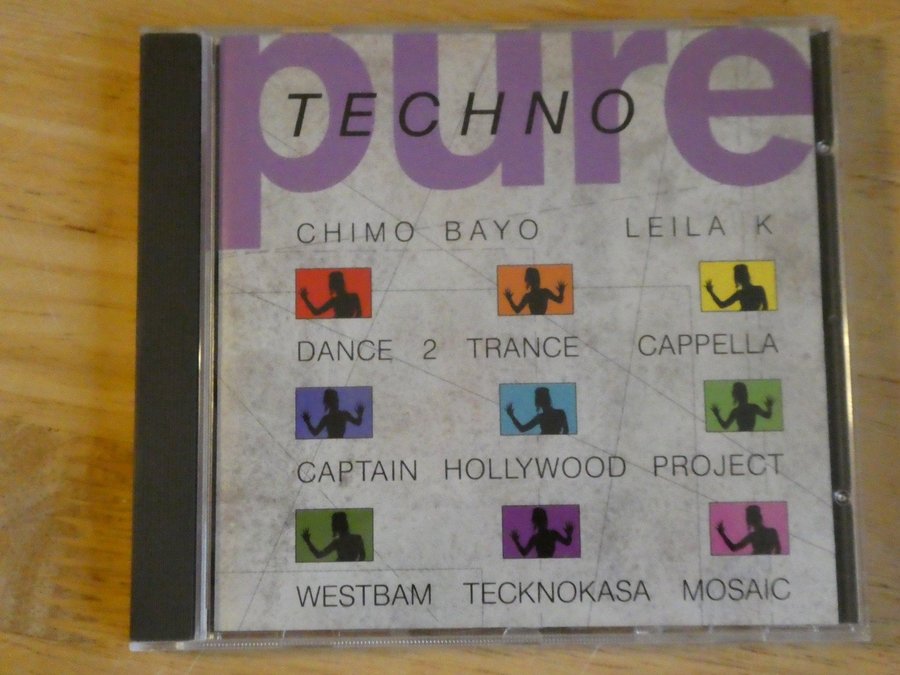 pure
TECHNO
CHIMO BAYO LEILA K
DANCE 2 TRANCE CAPPELLA
CAPTAIN HOLLYWOOD PROJECT
WESTBAM TECKNOKASA MOSAIC